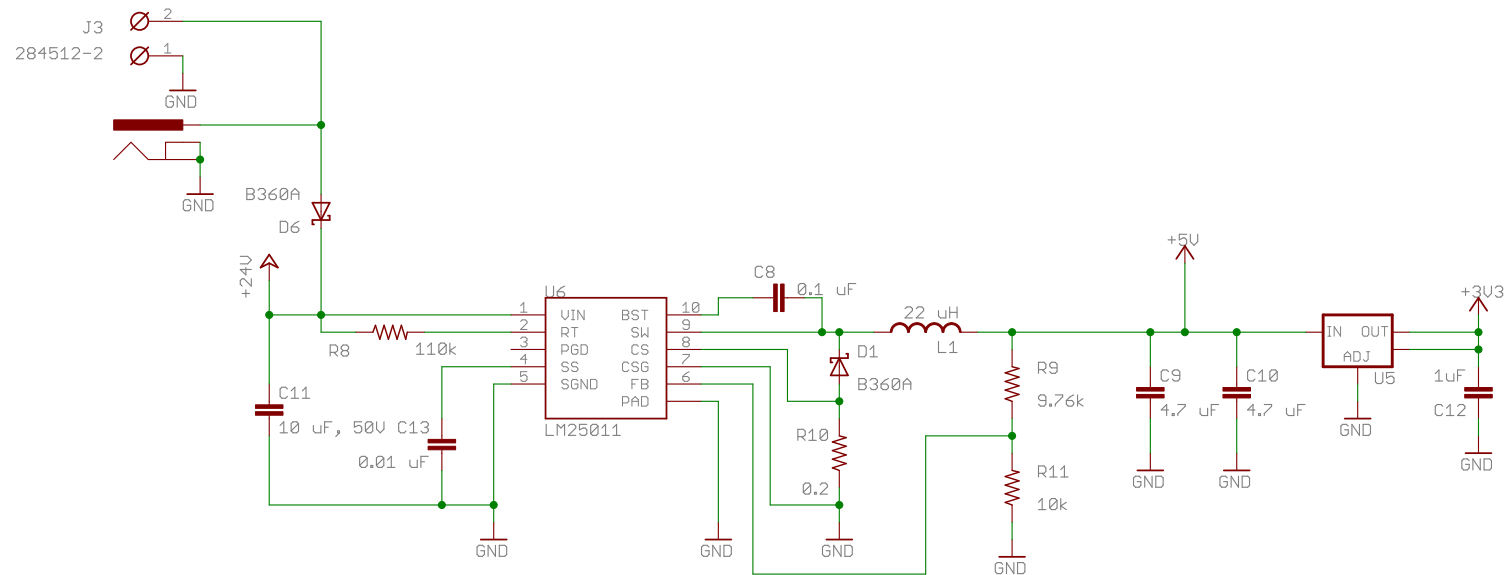 J3
284512-2
2
1
GND
GND
B360A
D6
+24V
R8
110k
C11
10 uF, 50V
C13
0.01 uF
U6
1
2
3
4
5
VIN
RT
PGD
SS
SGND
BST
SW
CS
CSG
FB
PAD
10
9
8
7
6
LM25011
GND
GND
C8
0.1 uF
D1
B360A
R10
0.2
GND
22 uH
L1
R9
9.76k
R11
10k
GND
+5V
C9
4.7 uF
GND
C10
4.7 uF
GND
IN
OUT
ADJ
U5
GND
+3V3
1uF
C12
GND